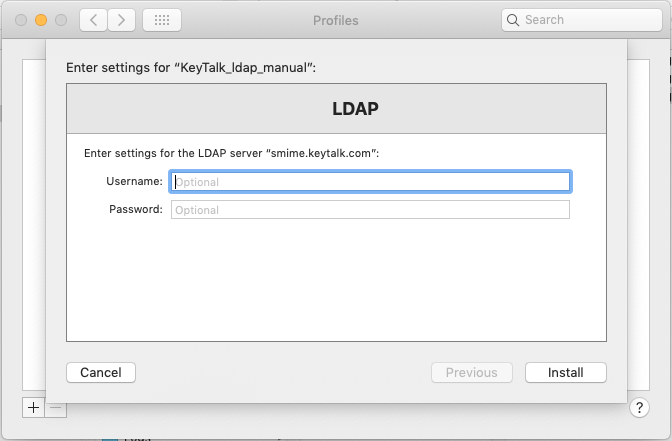 Profiles
Search
Enter settings for “KeyTalk_ldap_manual”:
LDAP
Enter settings for the LDAP server “smime.keytalk.com”:
Username: Optional
Password: Optional
Cancel
Previous
Install
+ −
?